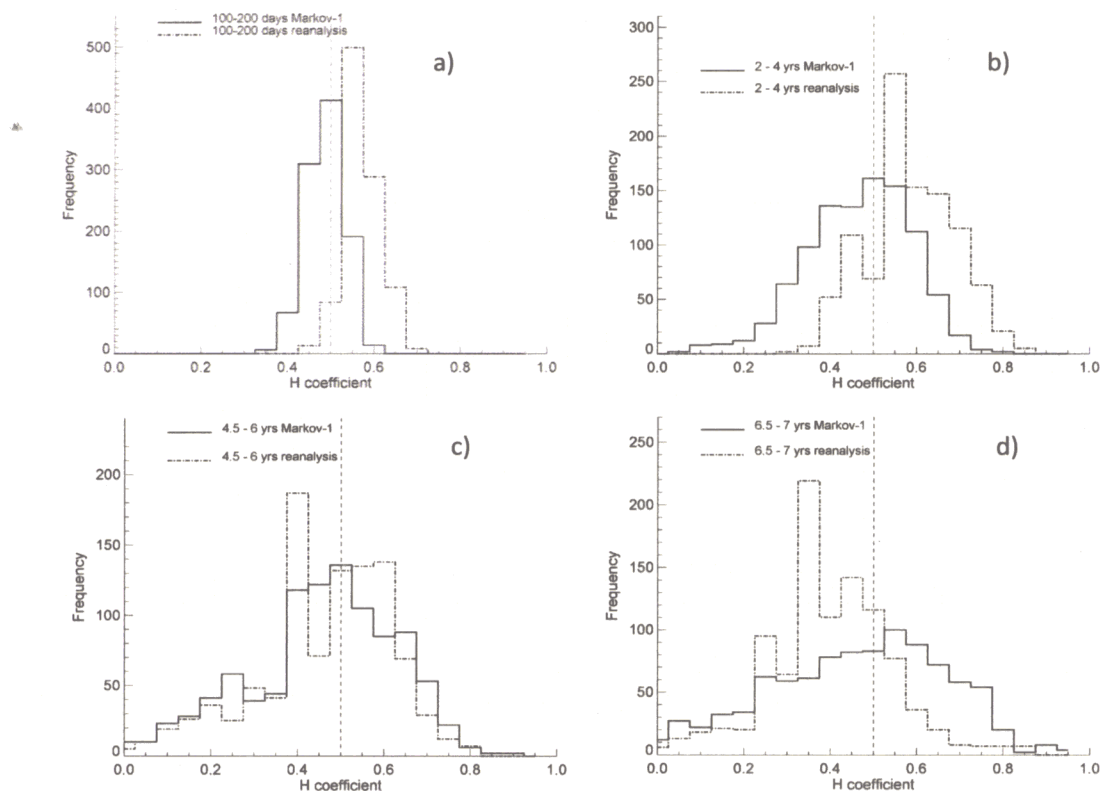 100-200 days Markov-1
100-200 days reanalysis
a)
500
400
300
200
100
0
Frequency
0.0 0.2 0.4 0.6 0.8 1.0
H coefficient
b)
2 - 4 yrs Markov-1
2 - 4 yrs reanalysis
300
250
200
150
100
50
0
Frequency
0.0 0.2 0.4 0.6 0.8 1.0
H coefficient
4.5 - 6 yrs Markov-1
4.5 - 6 yrs reanalysis
c)
200
150
100
50
0
Frequency
0.0 0.2 0.4 0.6 0.8 1.0
H coefficient
6.5 - 7 yrs Markov-1
6.5 - 7 yrs reanalysis
d)
250
200
150
100
50
0
Frequency
0.0 0.2 0.4 0.6 0.8 1.0
H coefficient